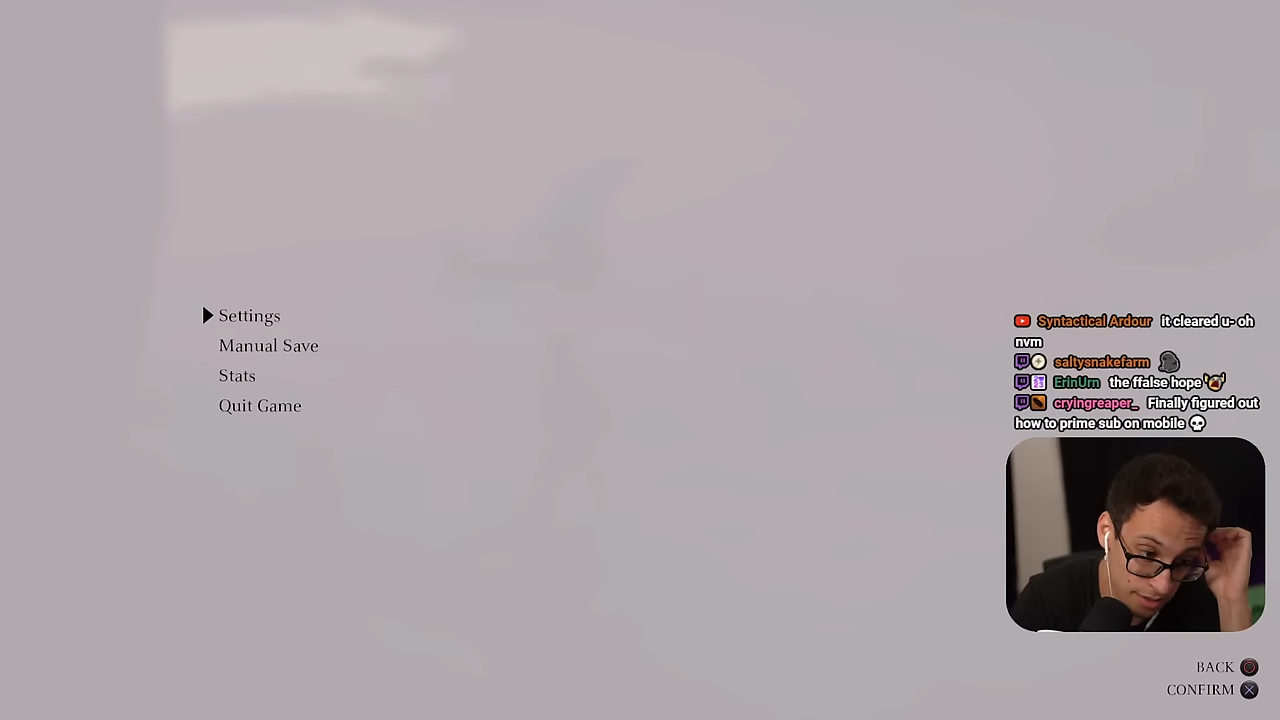 Settings
Manual Save
Stats
Quit Game
Syntactical Ardour it cleared u- oh
nvm
saltysnakefarm
ErinUrn the ffalse hope
cryingreaper_ Finally figured out
how to prime sub on mobile 💀
BACK
CONFIRM